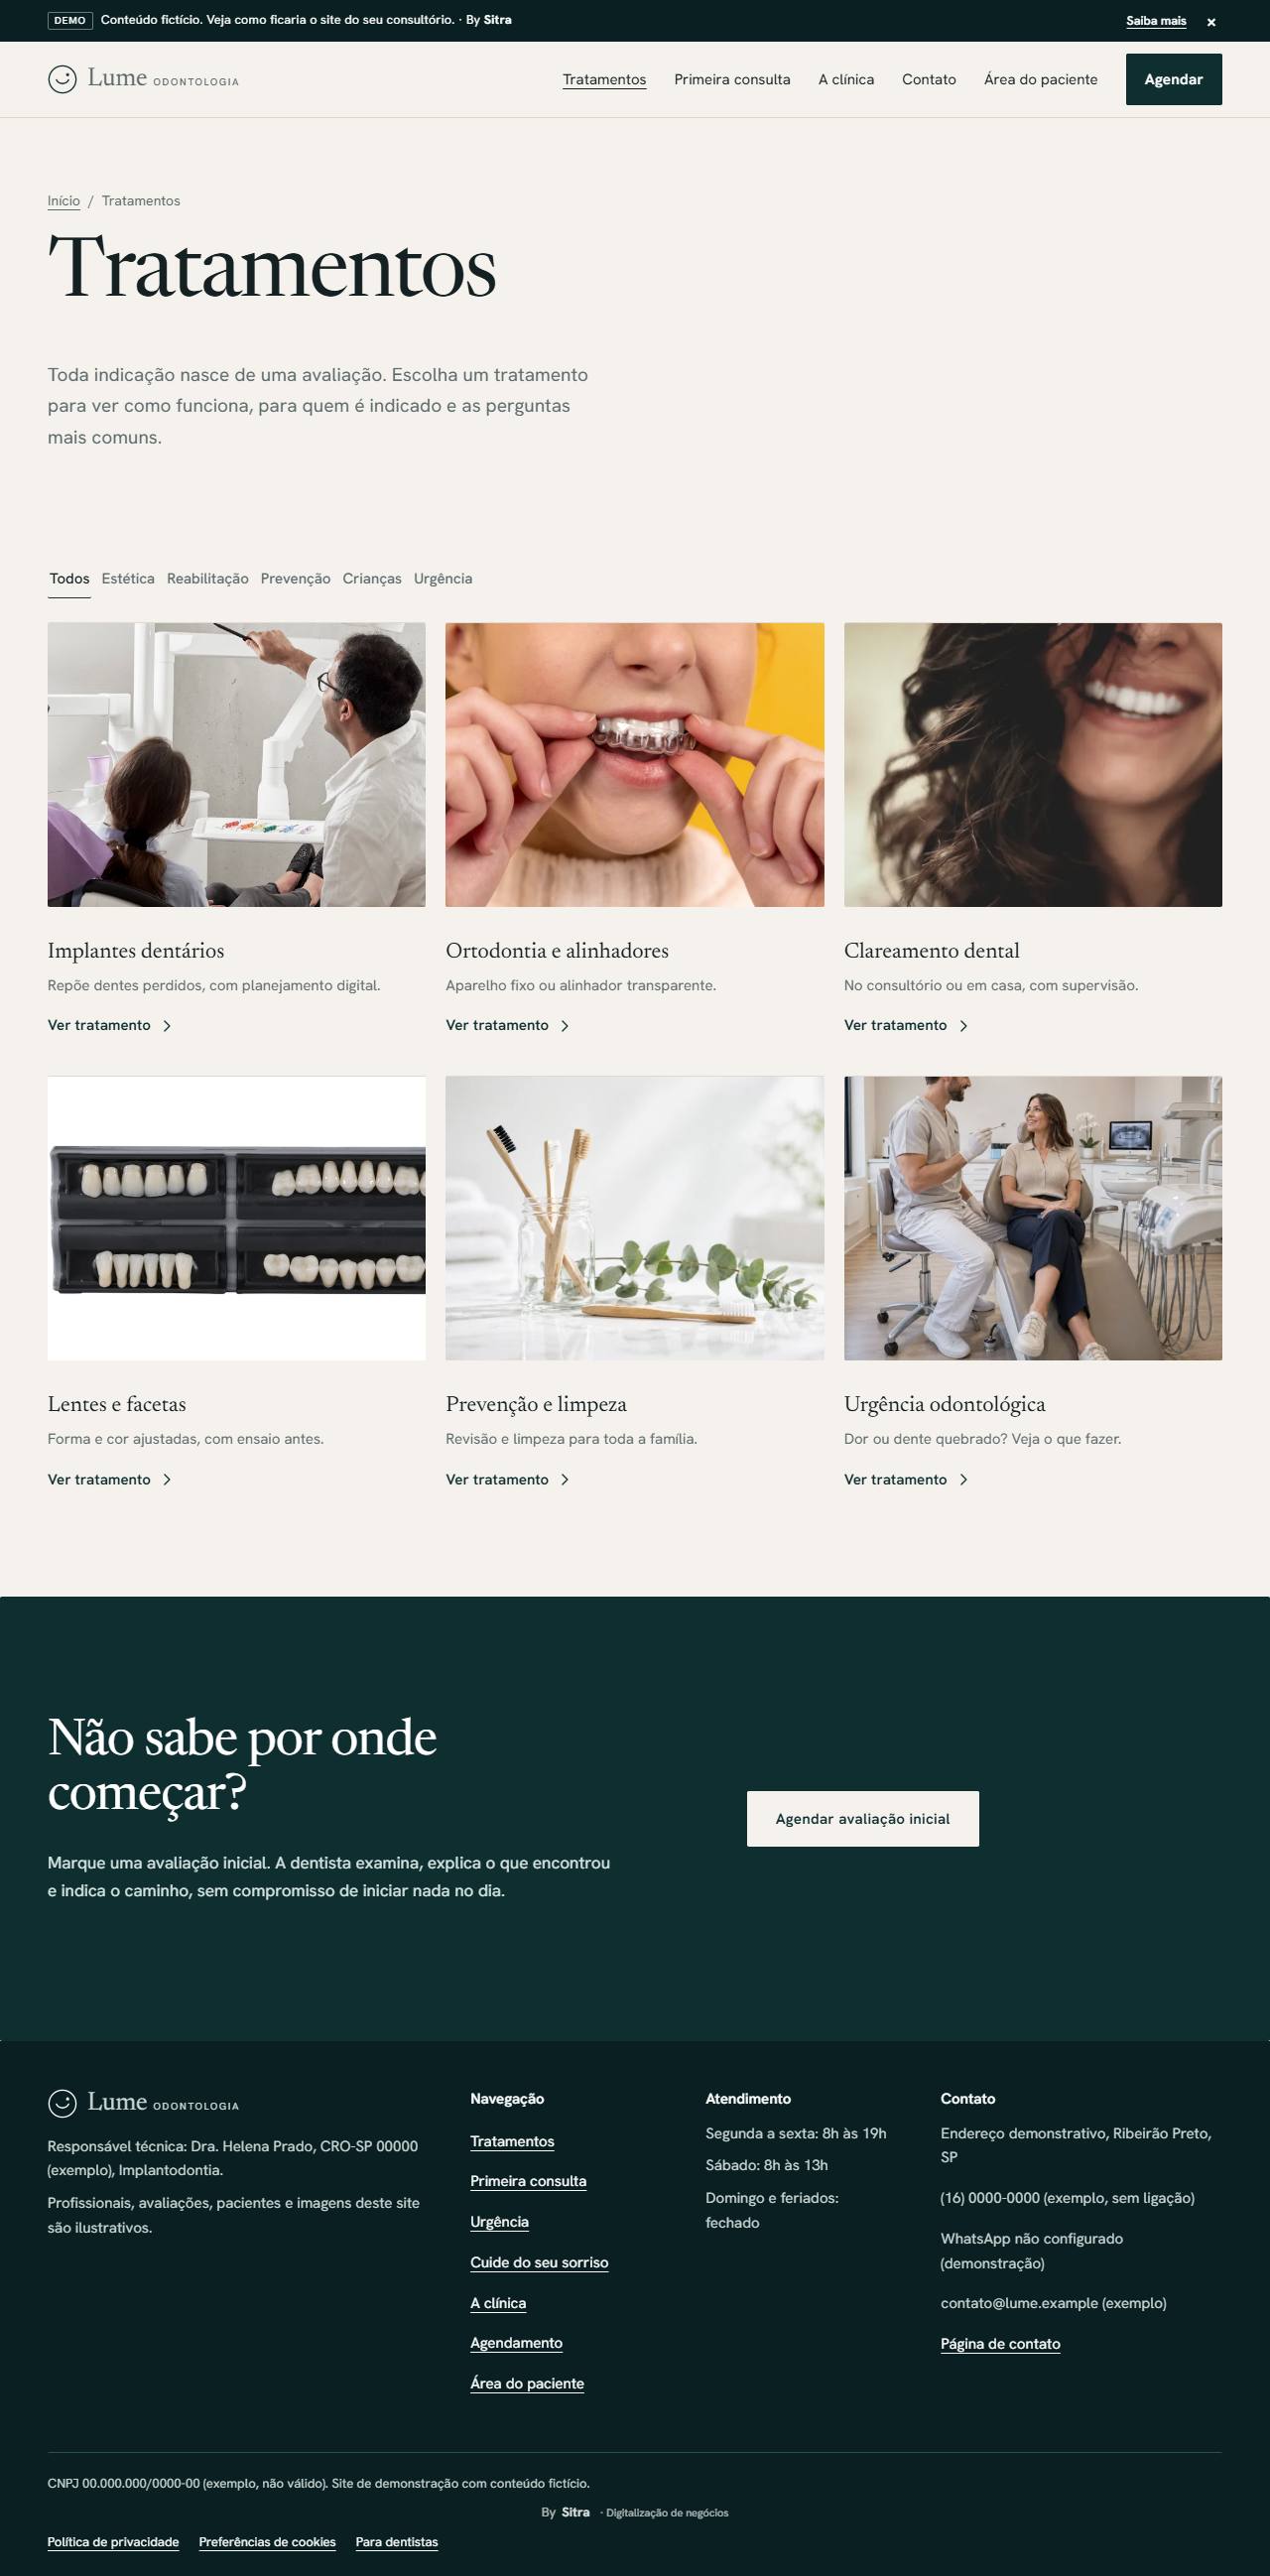 DEMO Conteúdo fictício. Veja como ficaria o site do seu consultório. · By Sitra
Saiba mais ×
Lume ODONTOLOGIA
Tratamentos Primeira consulta A clínica Contato Área do paciente Agendar
Início / Tratamentos
Tratamentos
Toda indicação nasce de uma avaliação. Escolha um tratamento
para ver como funciona, para quem é indicado e as perguntas
mais comuns.
Todos Estética Reabilitação Prevenção Crianças Urgência
Implantes dentários
Repõe dentes perdidos, com planejamento digital.
Ver tratamento
Ortodontia e alinhadores
Aparelho fixo ou alinhador transparente.
Ver tratamento
Clareamento dental
No consultório ou em casa, com supervisão.
Ver tratamento
Lentes e facetas
Forma e cor ajustadas, com ensaio antes.
Ver tratamento
Prevenção e limpeza
Revisão e limpeza para toda a família.
Ver tratamento
Urgência odontológica
Dor ou dente quebrado? Veja o que fazer.
Ver tratamento
Não sabe por onde
começar?
Marque uma avaliação inicial. A dentista examina, explica o que encontrou
e indica o caminho, sem compromisso de iniciar nada no dia.
Agendar avaliação inicial
Lume ODONTOLOGIA
Responsável técnica: Dra. Helena Prado, CRO-SP 00000
(exemplo), Implantodontia.
Profissionais, avaliações, pacientes e imagens deste site
são ilustrativos.
Navegação
Tratamentos
Primeira consulta
Urgência
Cuide do seu sorriso
A clínica
Agendamento
Área do paciente
Atendimento
Segunda a sexta: 8h às 19h
Sábado: 8h às 13h
Domingo e feriados:
fechado
Contato
Endereço demonstrativo, Ribeirão Preto,
SP
(16) 0000-0000 (exemplo, sem ligação)
WhatsApp não configurado
(demonstração)
contato@lume.example (exemplo)
Página de contato
CNPJ 00.000.000/0000-00 (exemplo, não válido). Site de demonstração com conteúdo fictício.
By Sitra · Digitalização de negócios
Política de privacidade Preferências de cookies Para dentistas